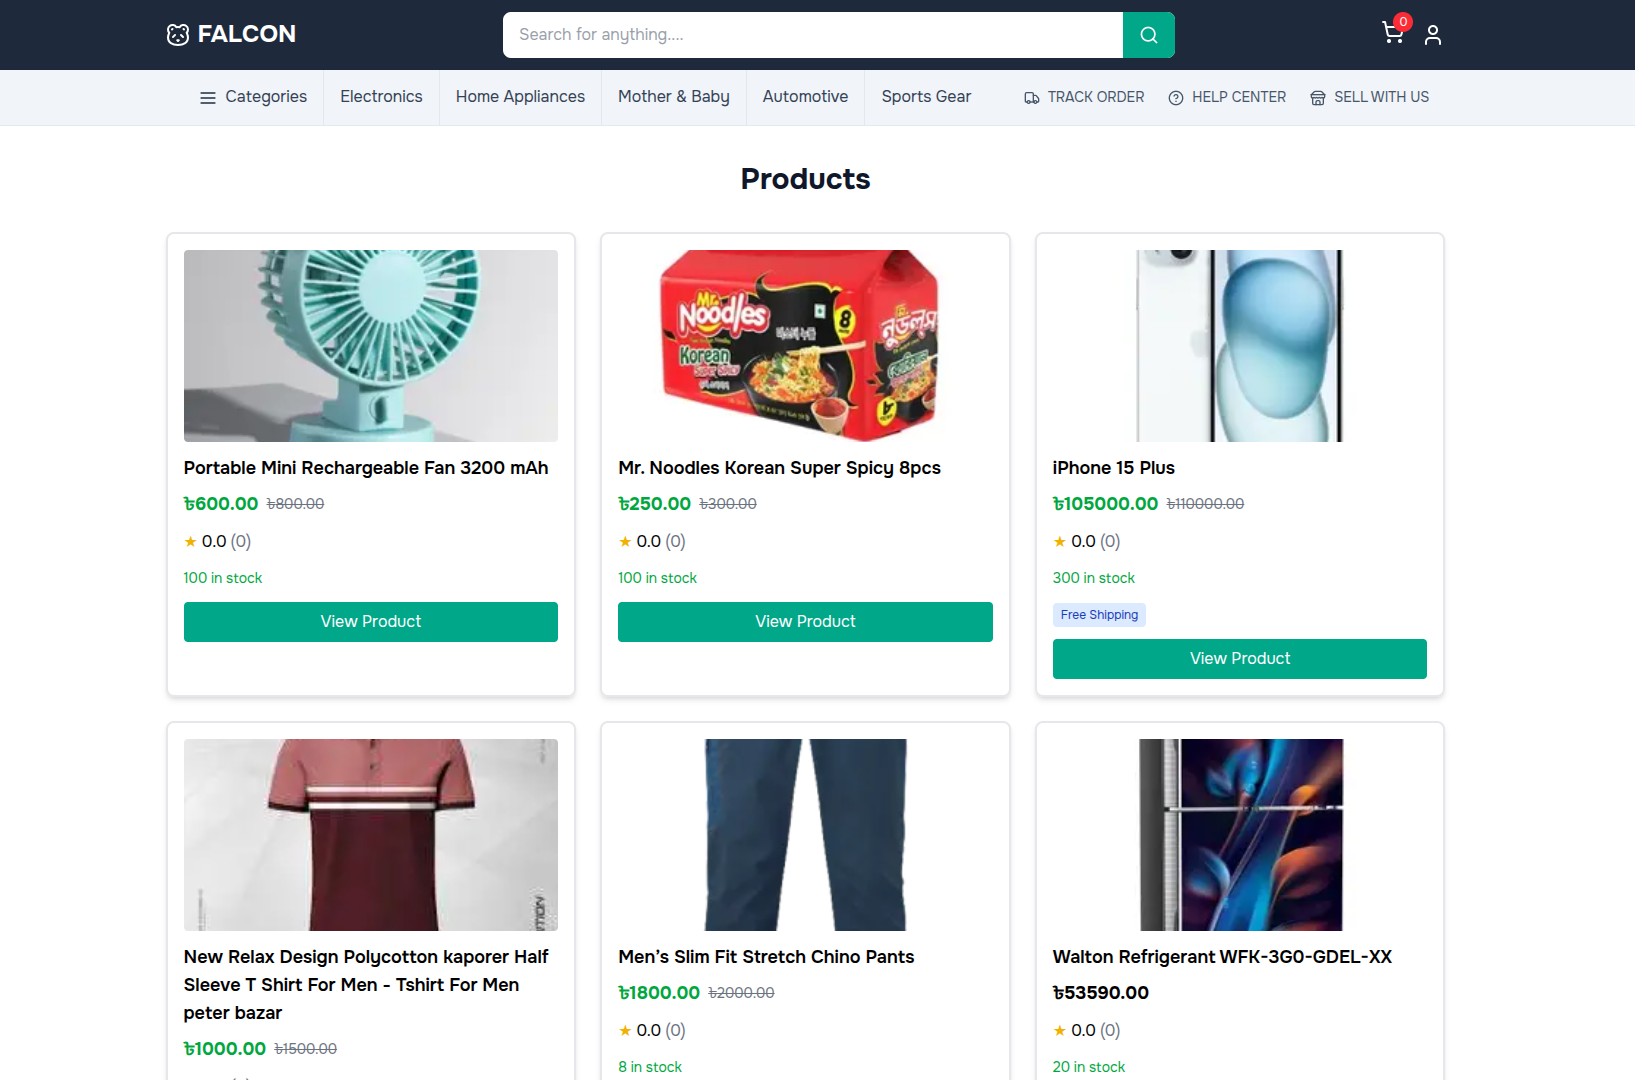 FALCON
Search for anything....
0
Categories
Electronics
Home Appliances
Mother & Baby
Automotive
Sports Gear
TRACK ORDER
HELP CENTER
SELL WITH US
Products
Mr.
Noodles
Korean
8
নুডলস
Portable Mini Rechargeable Fan 3200 mAh
৳600.00 ৳800.00
★ 0.0 (0)
100 in stock
View Product
Mr. Noodles Korean Super Spicy 8pcs
৳250.00 ৳300.00
★ 0.0 (0)
100 in stock
View Product
iPhone 15 Plus
৳105000.00 ৳110000.00
★ 0.0 (0)
300 in stock
Free Shipping
View Product
New Relax Design Polycotton kaporer Half
Sleeve T Shirt For Men - Tshirt For Men
peter bazar
৳1000.00 ৳1500.00
Men’s Slim Fit Stretch Chino Pants
৳1800.00 ৳2000.00
★ 0.0 (0)
8 in stock
Walton Refrigerant WFK-3G0-GDEL-XX
৳53590.00
★ 0.0 (0)
20 in stock